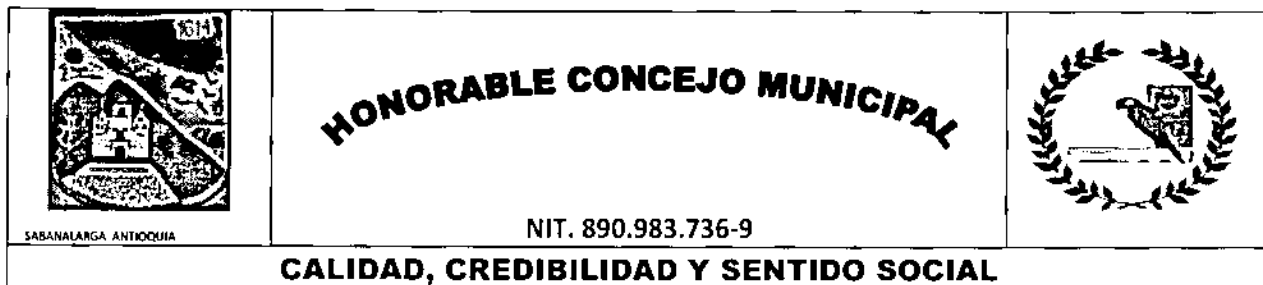 1614
HONORABLE CONCEJO MUNICIPAL
NIT. 890.983.736-9
SABANALARGA ANTIOQUIA
CALIDAD, CREDIBILIDAD Y SENTIDO SOCIAL